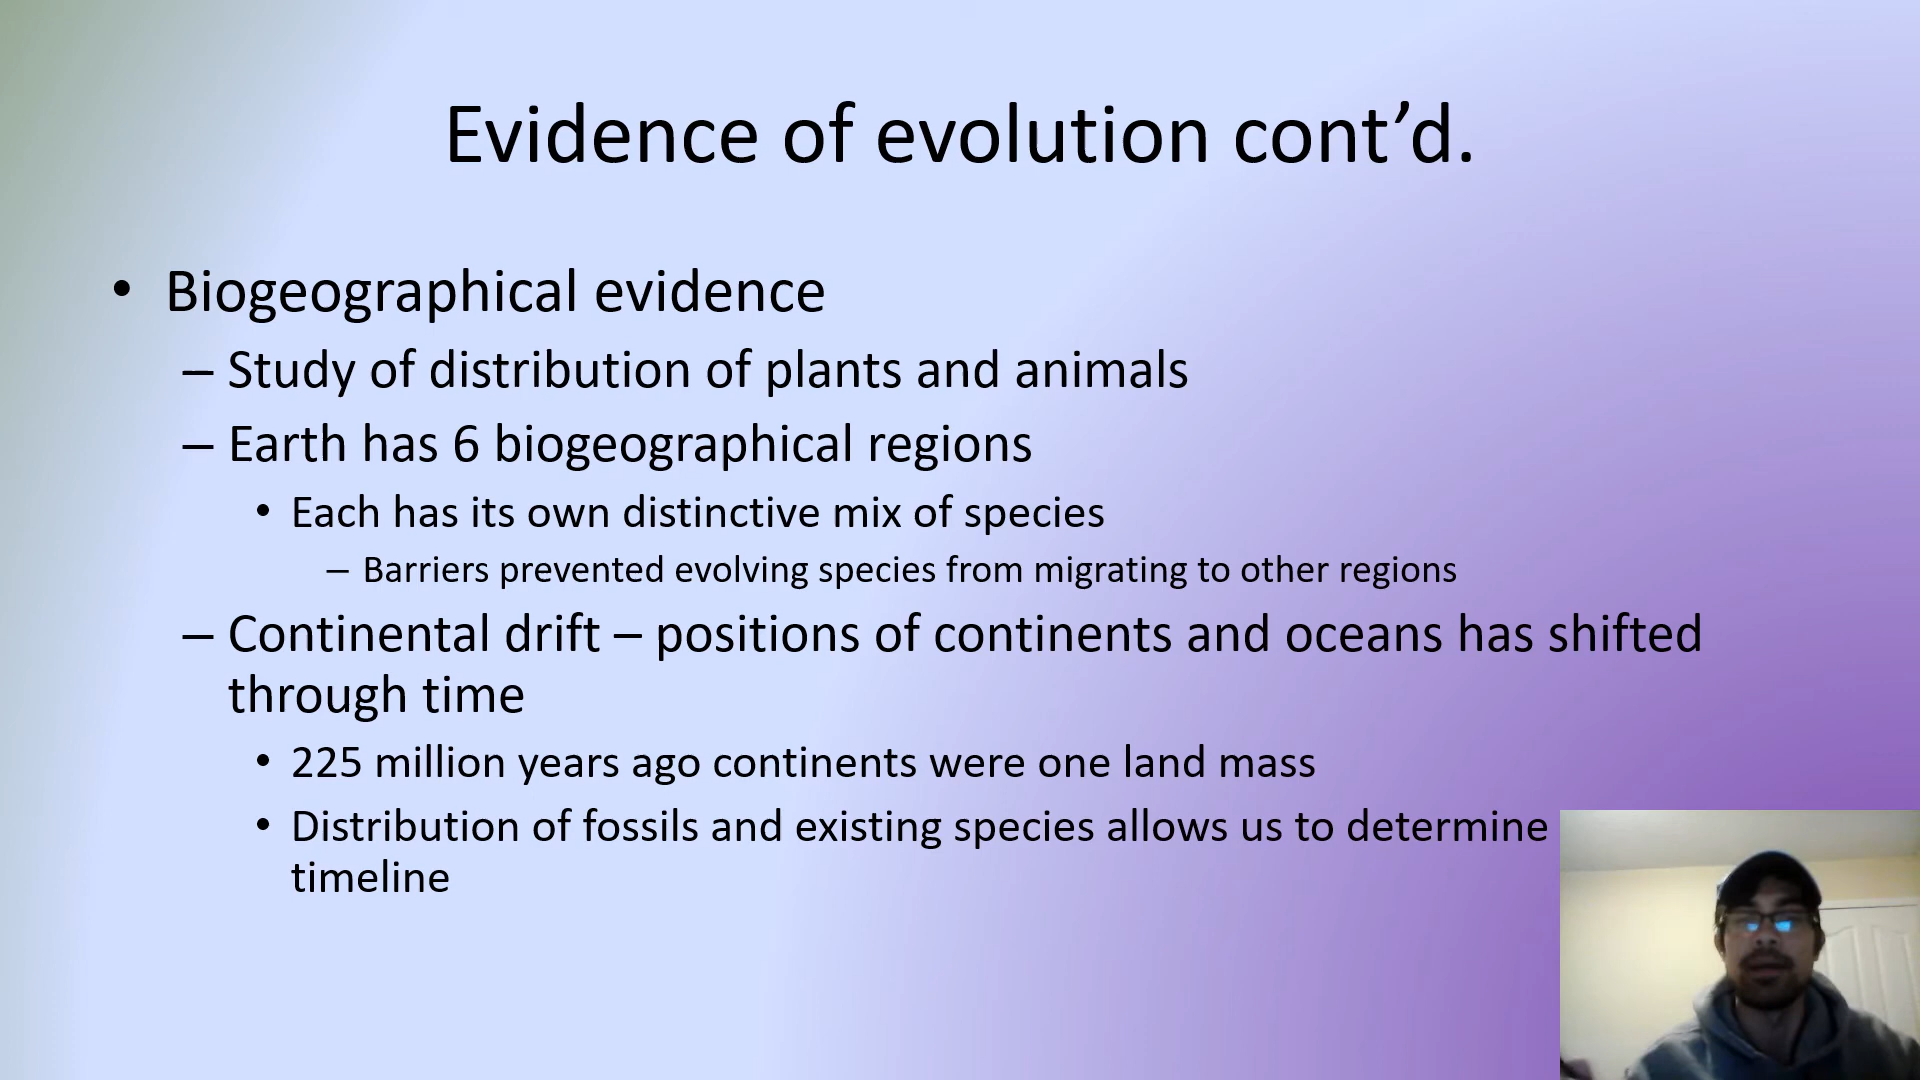 Evidence of evolution cont’d.
• Biogeographical evidence
– Study of distribution of plants and animals
– Earth has 6 biogeographical regions
• Each has its own distinctive mix of species
– Barriers prevented evolving species from migrating to other regions
– Continental drift – positions of continents and oceans has shifted
through time
• 225 million years ago continents were one land mass
• Distribution of fossils and existing species allows us to determine
timeline